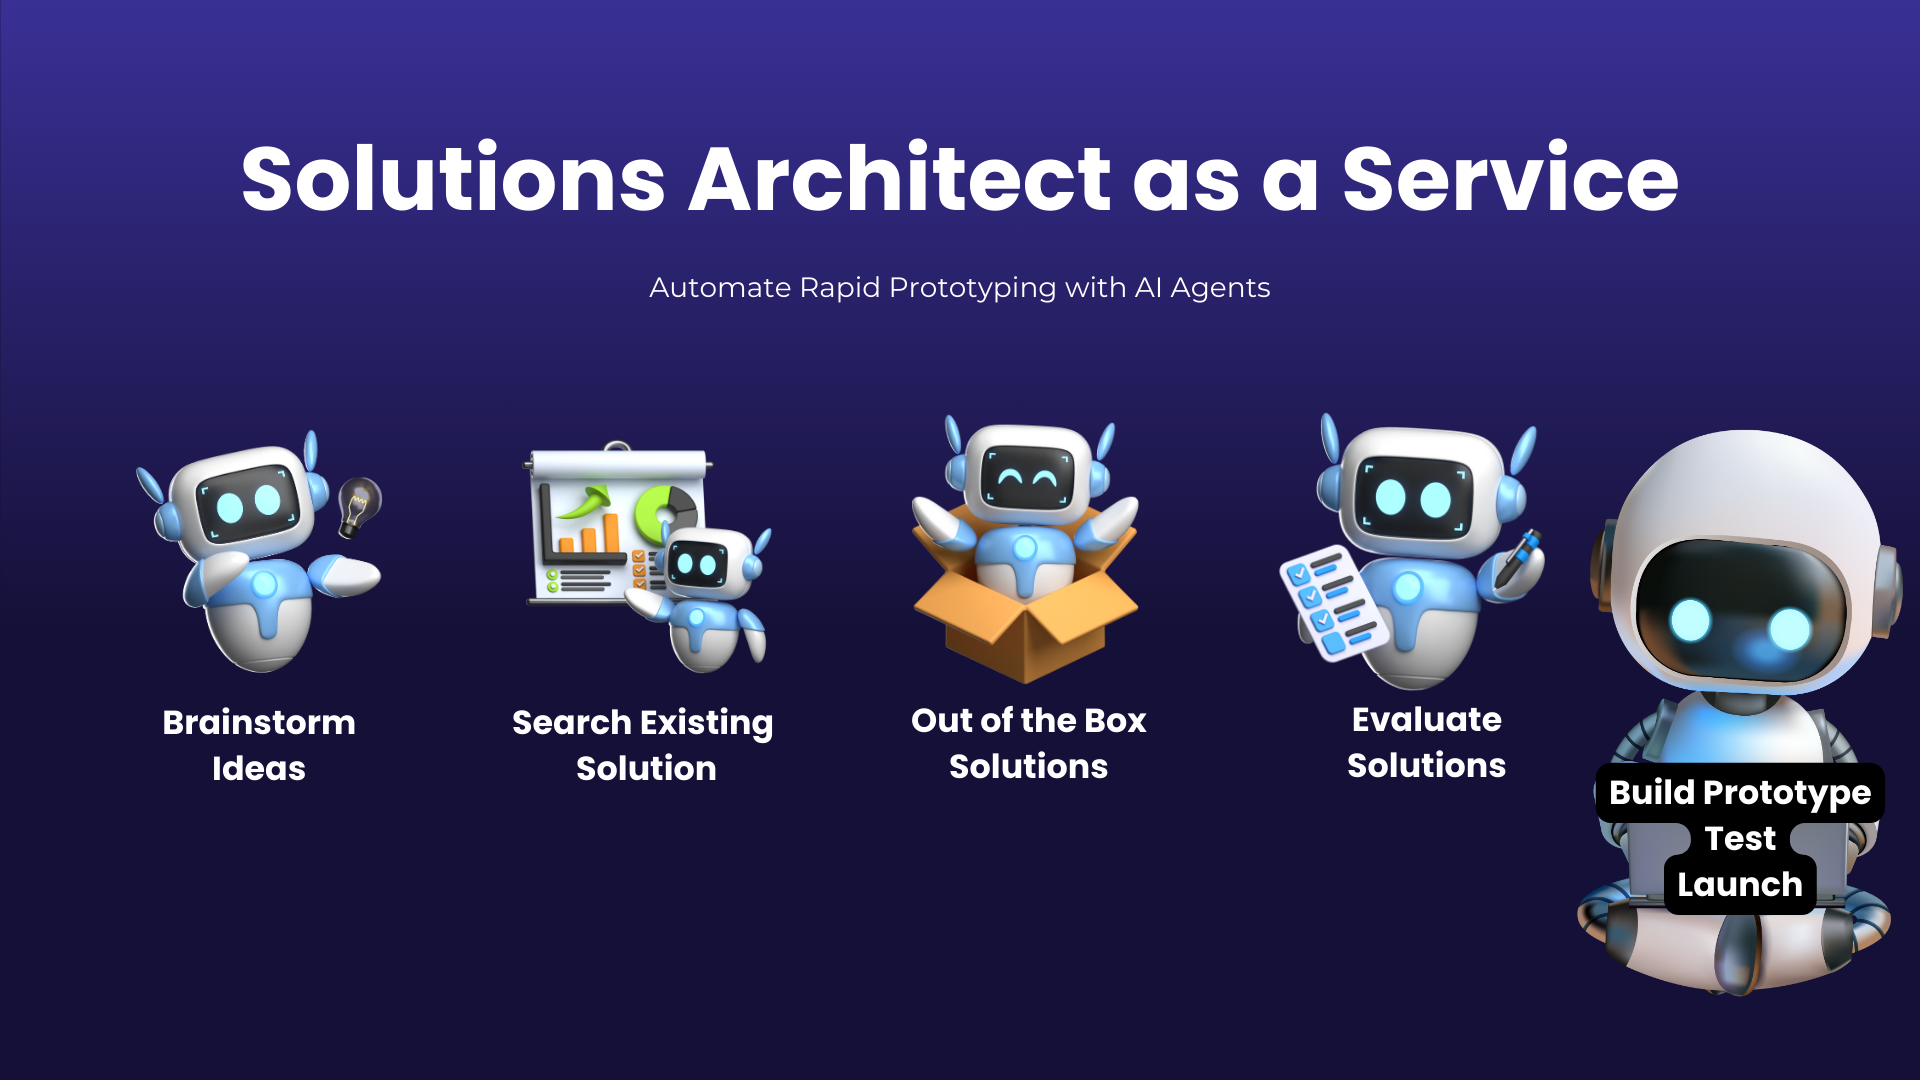 Solutions Architect as a Service
Automate Rapid Prototyping with AI Agents
Brainstorm
Ideas
Search Existing
Solution
Out of the Box
Solutions
Evaluate
Solutions
Build Prototype
Test
Launch